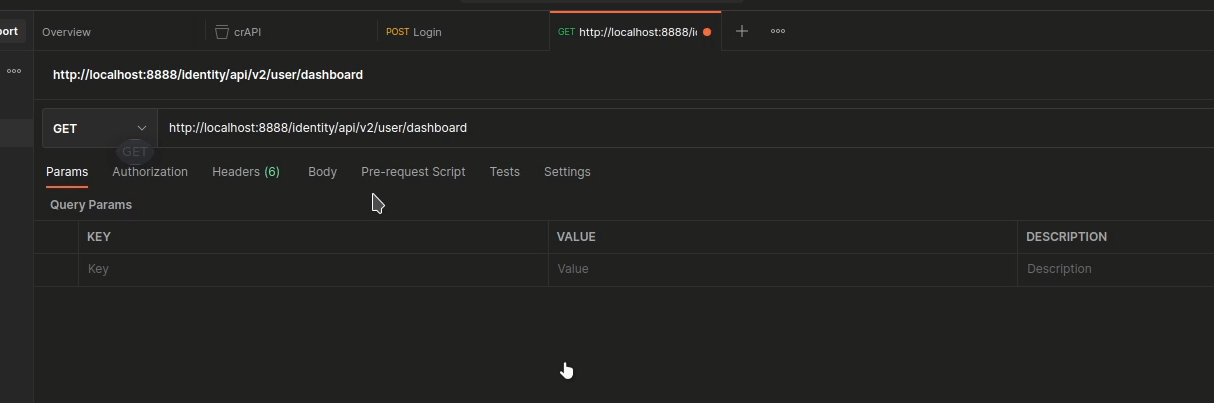 port
Overview
crAPI
POST Login
GET http://localhost:8888/i
http://localhost:8888/identity/api/v2/user/dashboard
GET
http://localhost:8888/identity/api/v2/user/dashboard
GET
Params Authorization Headers (6) Body Pre-request Script Tests Settings
Query Params
KEY VALUE DESCRIPTION
Key Value Description